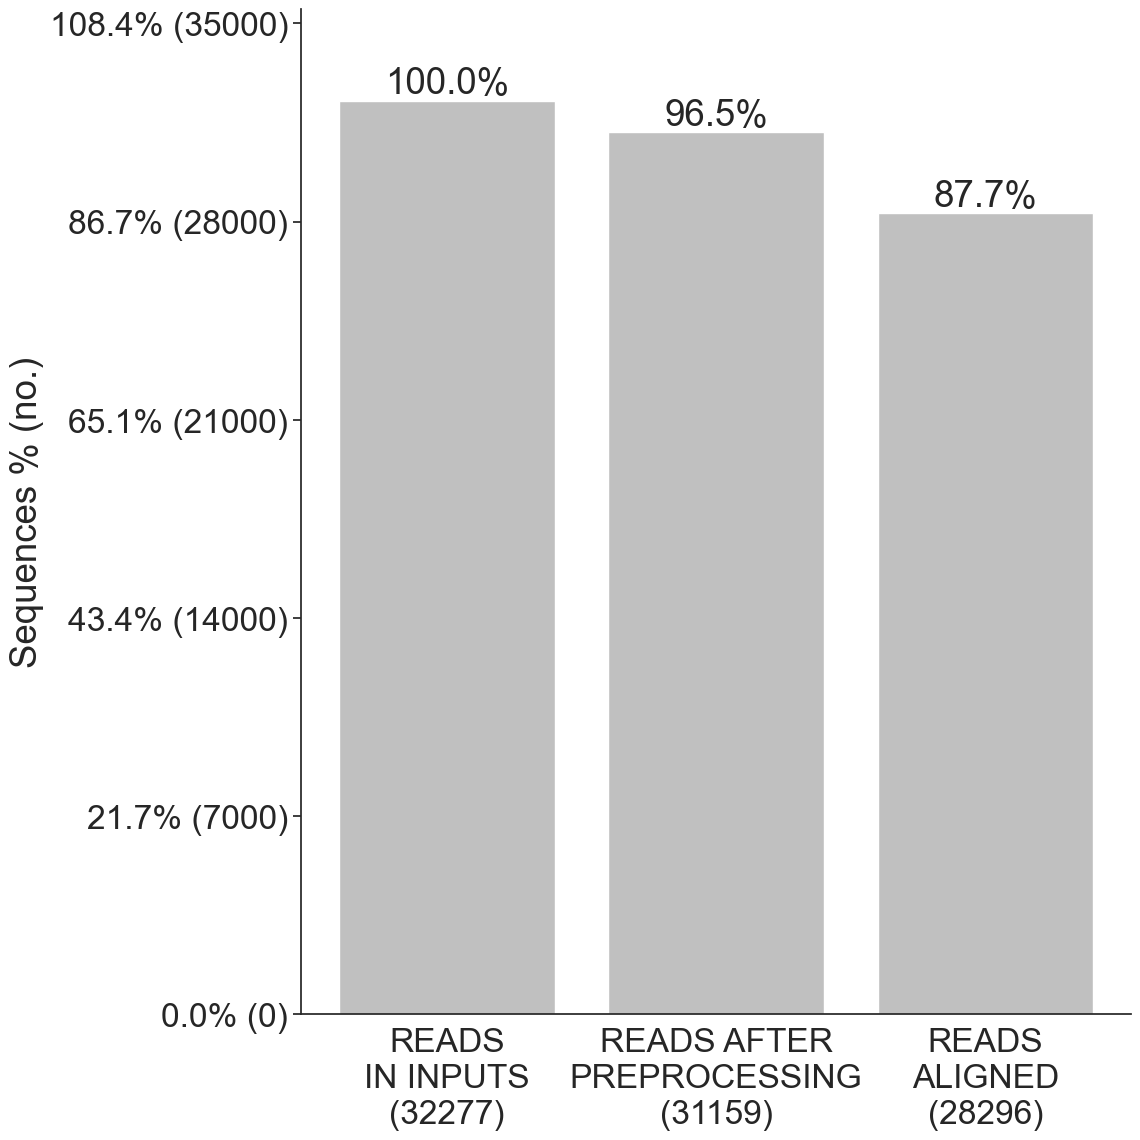 108.4% (35000)
86.7% (28000)
65.1% (21000)
43.4% (14000)
21.7% (7000)
0.0% (0)
Sequences % (no.)
100.0%
96.5%
87.7%
READS
IN INPUTS
(32277)
READS AFTER
PREPROCESSING
(31159)
READS
ALIGNED
(28296)